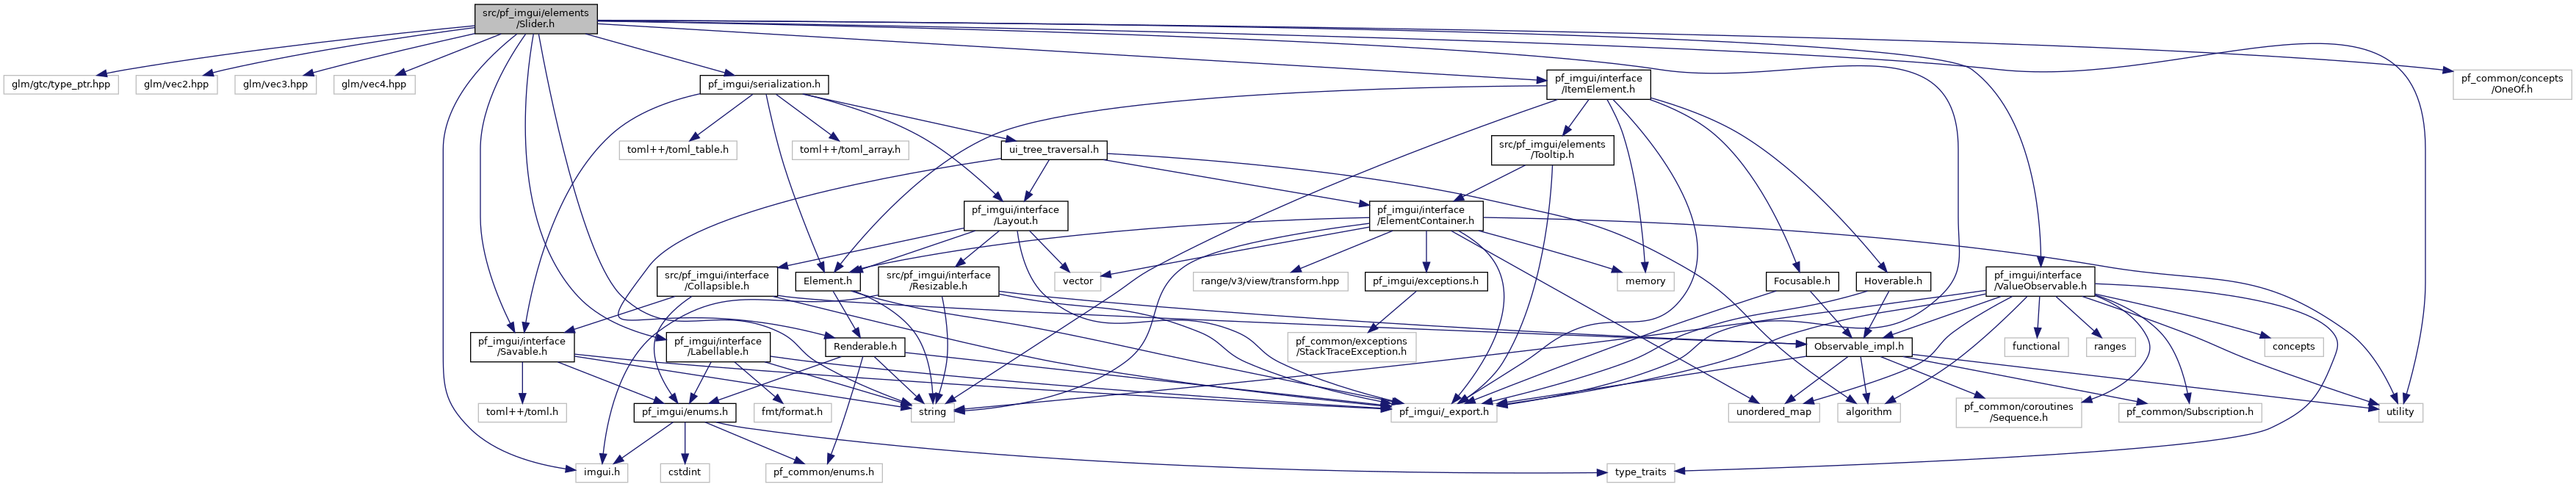 src/pf_imgui/elements
/Slider.h
glm/gtc/type_ptr.hpp
glm/vec2.hpp
glm/vec3.hpp
glm/vec4.hpp
pf_imgui/serialization.h
pf_imgui/interface
/ItemElement.h
pf_common/concepts
/OneOf.h
toml++/toml_table.h
toml++/toml_array.h
ui_tree_traversal.h
src/pf_imgui/elements
/Tooltip.h
pf_imgui/interface
/Layout.h
pf_imgui/interface
/ElementContainer.h
src/pf_imgui/interface
/Collapsible.h
Element.h
src/pf_imgui/interface
/Resizable.h
vector
range/v3/view/transform.hpp
pf_imgui/exceptions.h
memory
Focusable.h
Hoverable.h
pf_imgui/interface
/ValueObservable.h
pf_imgui/interface
/Savable.h
pf_imgui/interface
/Labellable.h
Renderable.h
pf_common/exceptions
/StackTraceException.h
Observable_impl.h
functional
ranges
concepts
toml++/toml.h
pf_imgui/enums.h
fmt/format.h
string
pf_imgui/_export.h
unordered_map
algorithm
pf_common/coroutines
/Sequence.h
pf_common/Subscription.h
utility
imgui.h
cstdint
pf_common/enums.h
type_traits